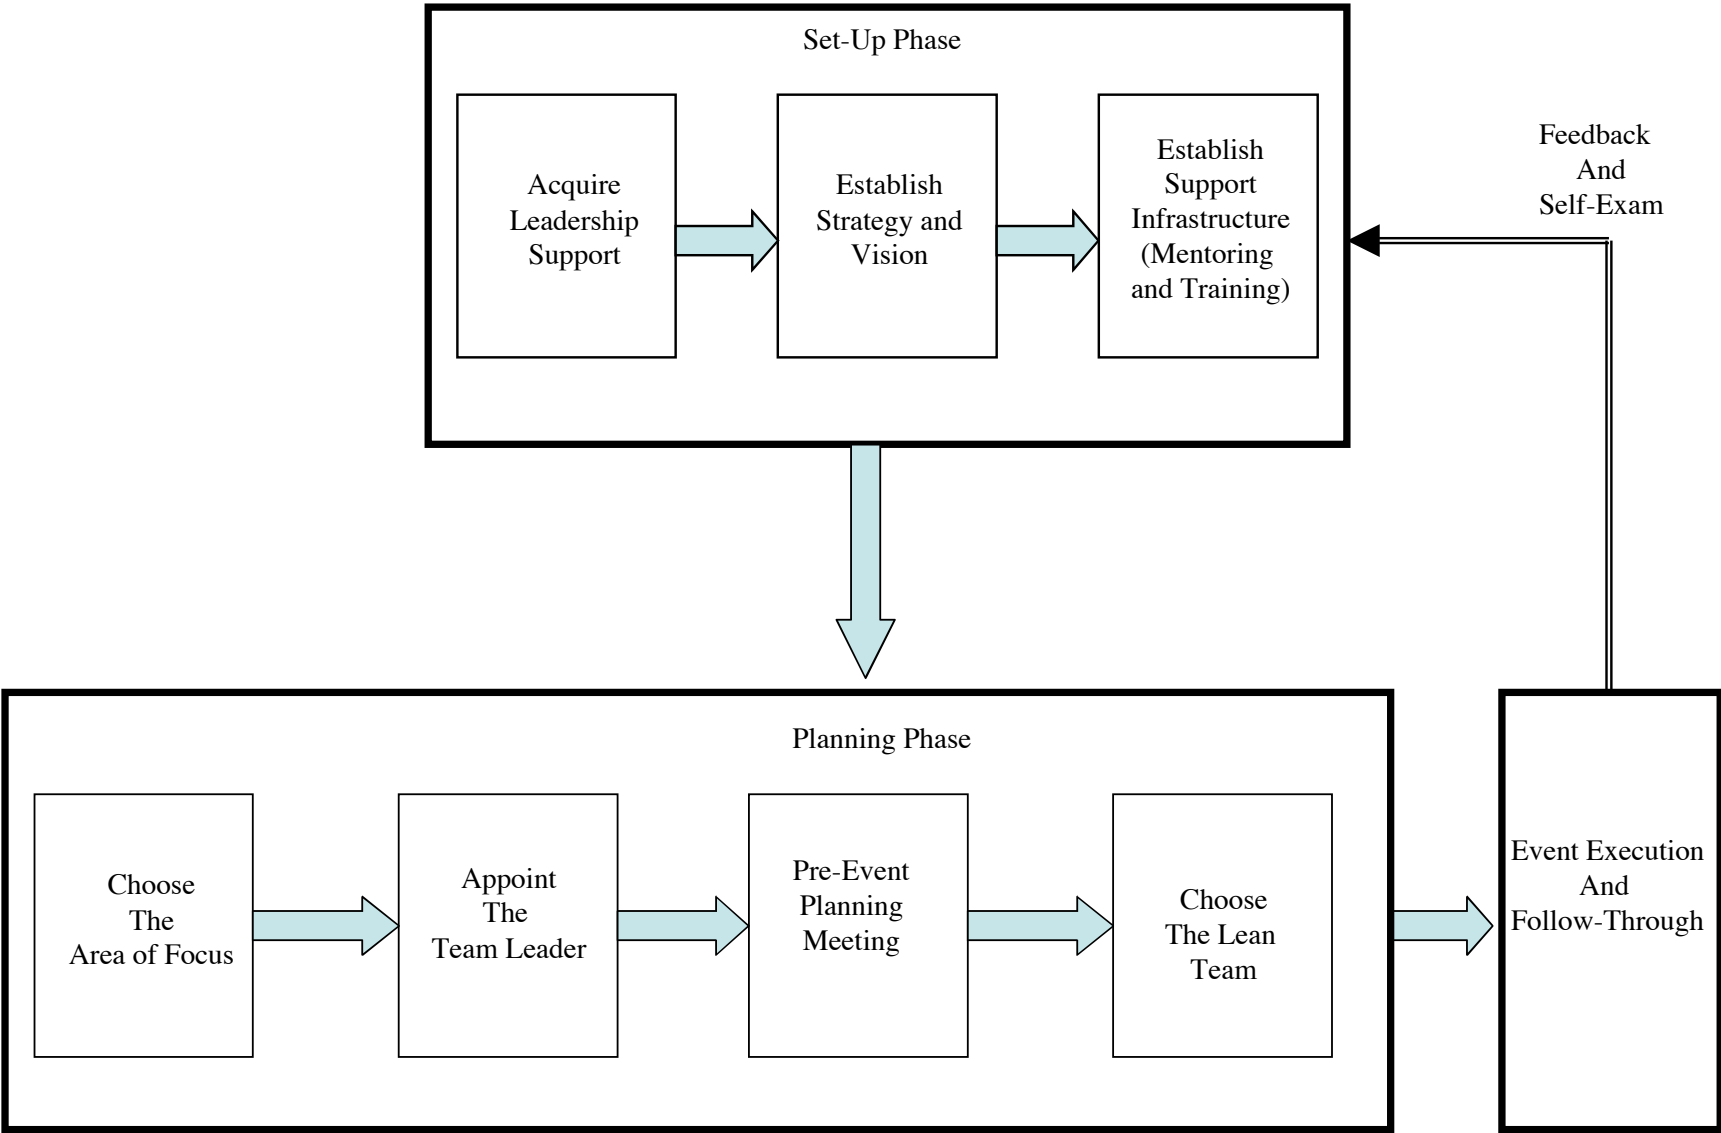 Set-Up Phase
Acquire
Leadership
Support
Establish
Strategy and
Vision
Establish
Support
Infrastructure
(Mentoring
and Training)
Feedback
And
Self-Exam
Planning Phase
Choose
The
Area of Focus
Appoint
The
Team Leader
Pre-Event
Planning
Meeting
Choose
The Lean
Team
Event Execution
And
Follow-Through